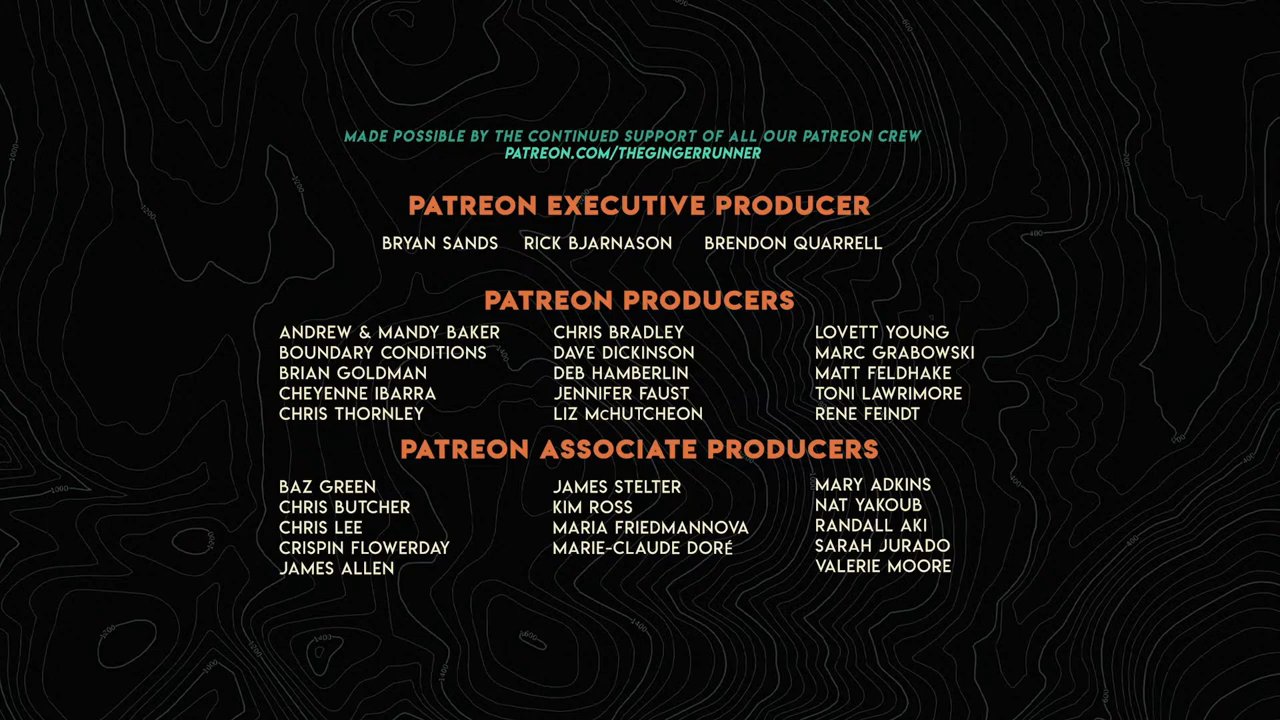 MADE POSSIBLE BY THE CONTINUED SUPPORT OF ALL OUR PATREON CREW
PATREON.COM/THEGINGERRUNNER
PATREON EXECUTIVE PRODUCER
BRYAN SANDS RICK BJARNASON BRENDON QUARRELL
PATREON PRODUCERS
ANDREW & MANDY BAKER
BOUNDARY CONDITIONS
BRIAN GOLDMAN
CHEYENNE IBARRA
CHRIS THORNLEY
CHRIS BRADLEY
DAVE DICKINSON
DEB HAMBERLIN
JENNIFER FAUST
LIZ McHUTCHEON
LOVETT YOUNG
MARC GRABOWSKI
MATT FELDHAKE
TONI LAWRIMORE
RENE FEINDT
PATREON ASSOCIATE PRODUCERS
BAZ GREEN
CHRIS BUTCHER
CHRIS LEE
CRISPIN FLOWERDAY
JAMES ALLEN
JAMES STELTER
KIM ROSS
MARIA FRIEDMANNOVA
MARIE-CLAUDE DORÉ
MARY ADKINS
NAT YAKOUB
RANDALL AKI
SARAH JURADO
VALERIE MOORE